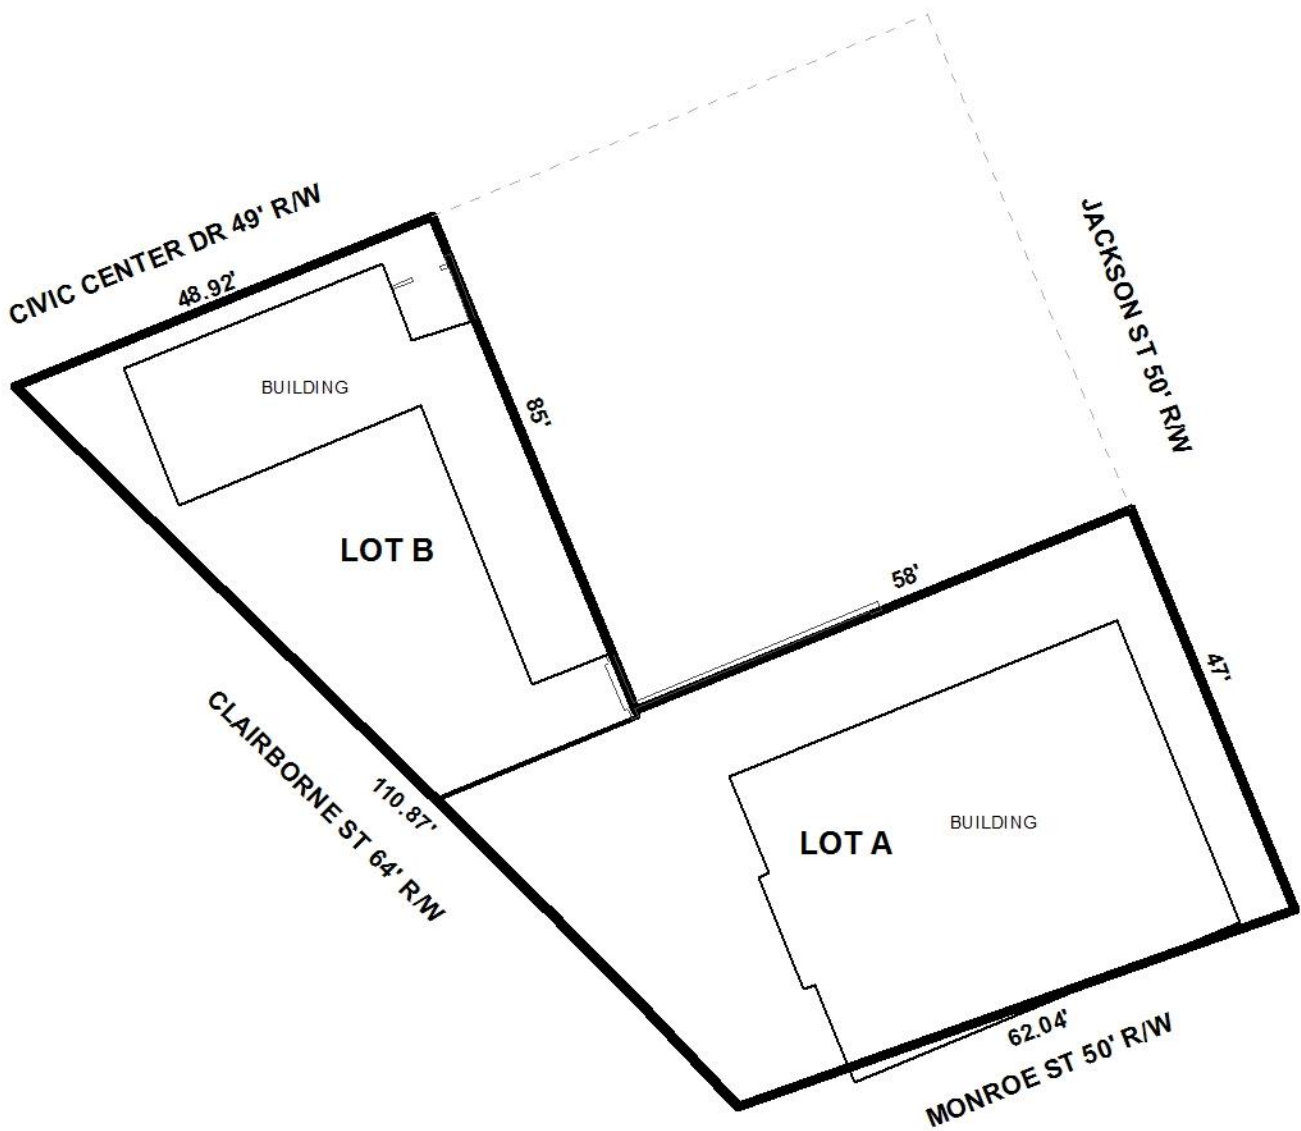 CIVIC CENTER DR 49' R/W
48.92'
JACKSON ST 50' R/W
BUILDING
85'
LOT B
58'
47'
CLAIRBORNE ST 64' R/W
110.87'
LOT A
BUILDING
62.04'
MONROE ST 50' R/W